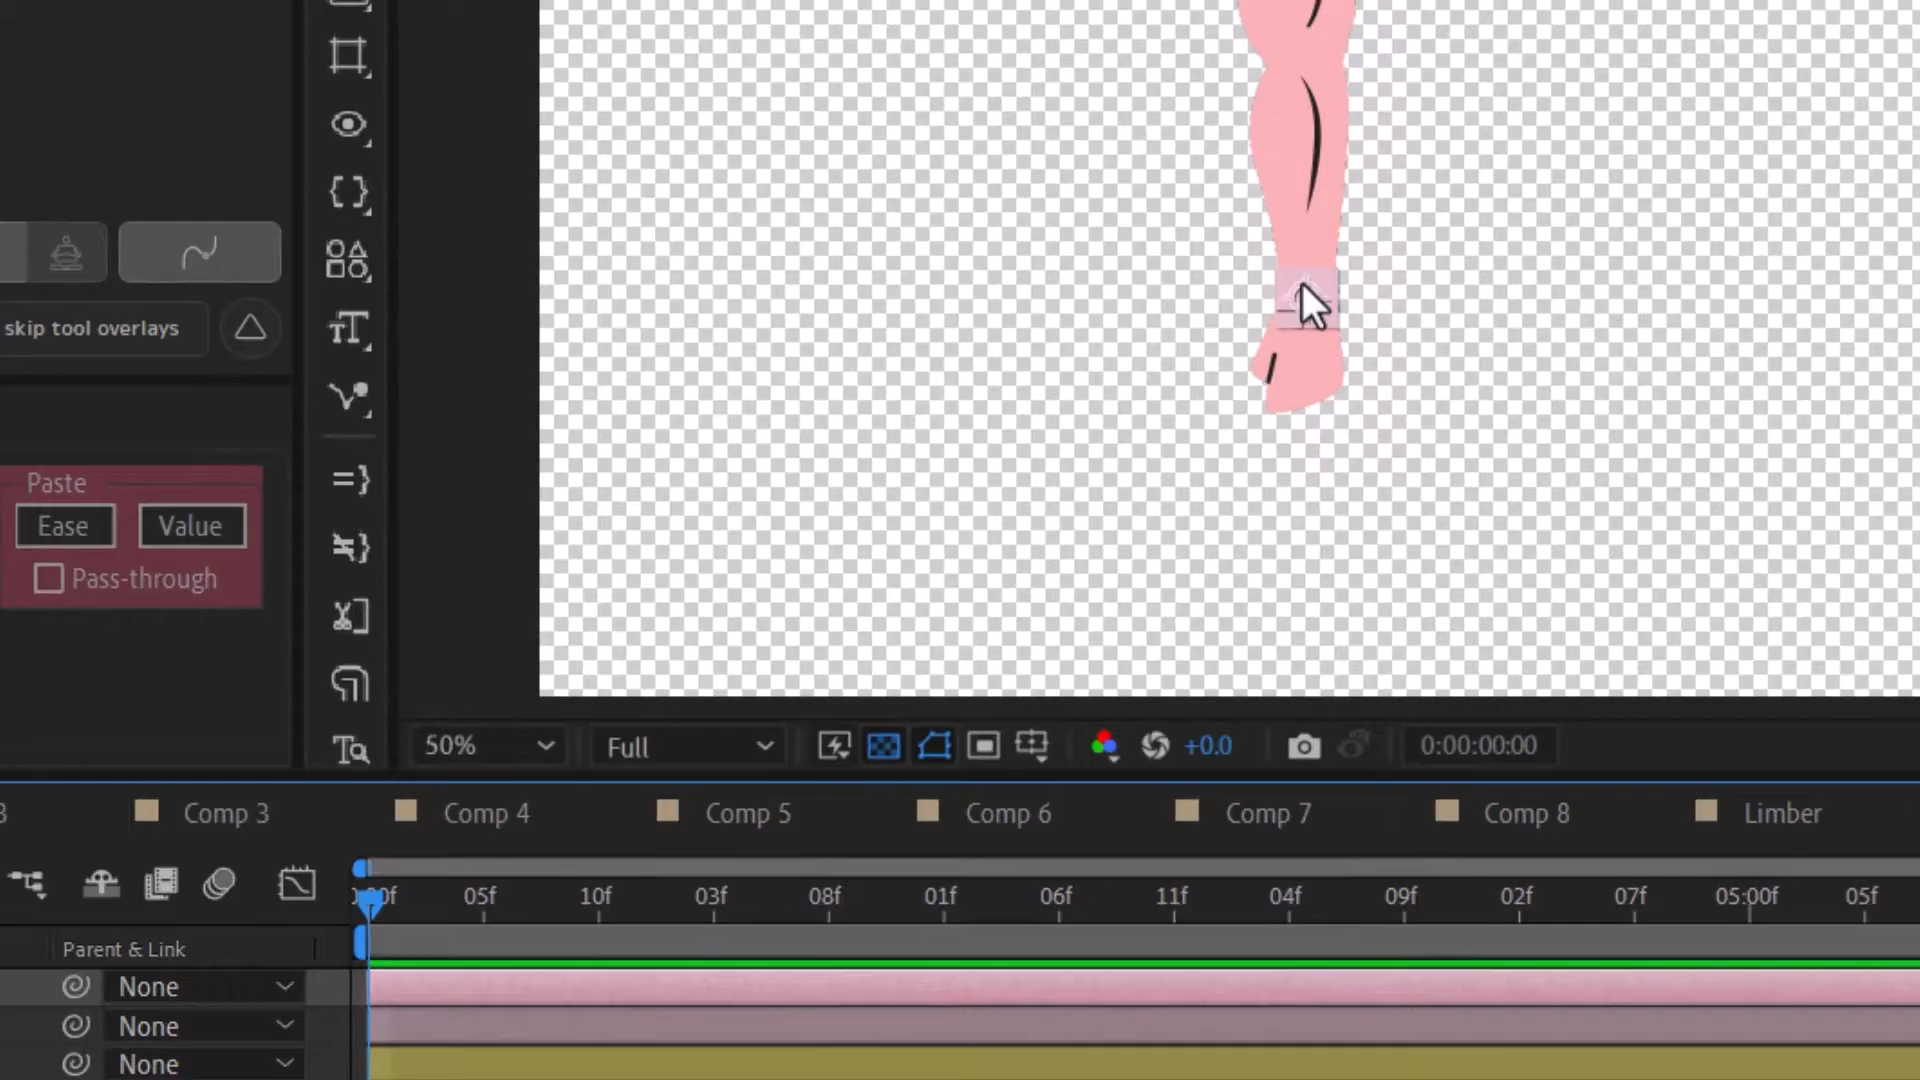 skip tool overlays
Paste
Ease Value
Pass-through
50% Full +0.0 0:00:00:00
3 Comp 3 Comp 4 Comp 5 Comp 6 Comp 7 Comp 8 Limber
05f 10f 03f 08f 01f 06f 11f 04f 09f 02f 07f 05:00f 05f
Parent & Link
None
None
None